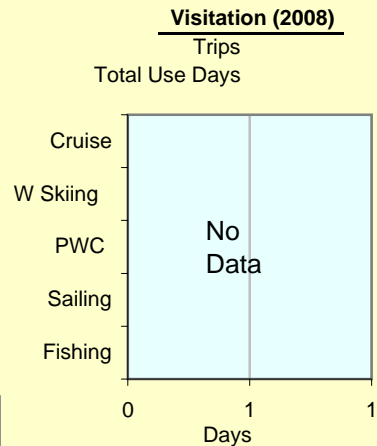 Visitation (2008)
Trips
Total Use Days
Cruise
W Skiing
PWC
Sailing
Fishing
No
Data
0 1 1
Days